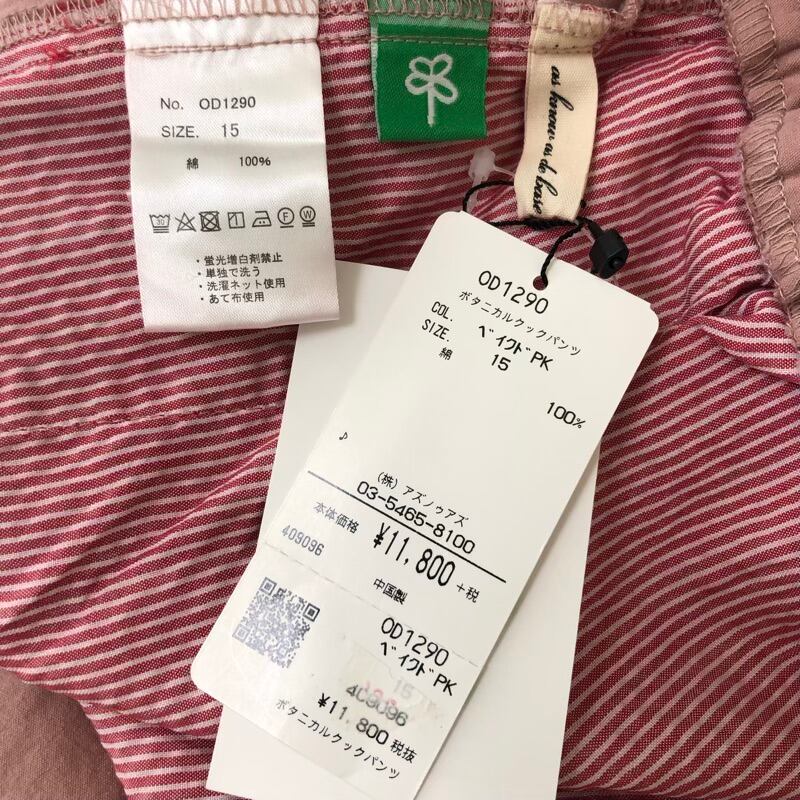 No. OD1290
SIZE. 15
綿 100%
・蛍光増白剤禁止
・単独で洗う
・洗濯ネット使用
・あて布使用
as know as de base
OD1290
ボタニカルクックパンツ
COL. ﾍﾞｲｸﾄﾞPK
SIZE. 15
綿 100%
♪
(株) アズノゥアズ
03-5465-8100
本体価格 ¥11,800 +税
409096
中国製
OD1290
ﾍﾞｲｸﾄﾞPK
15
409096
¥11,800 税抜
ボタニカルクックパンツ